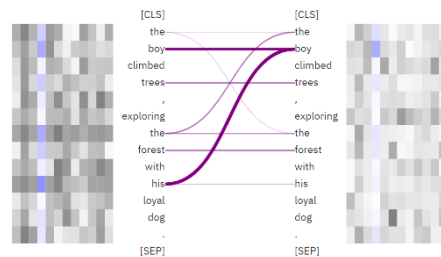 [CLS] [CLS]
the the
boy boy
climbed climbed
trees trees
, ,
exploring exploring
the the
forest forest
with with
his his
loyal loyal
dog dog
. .
[SEP] [SEP]